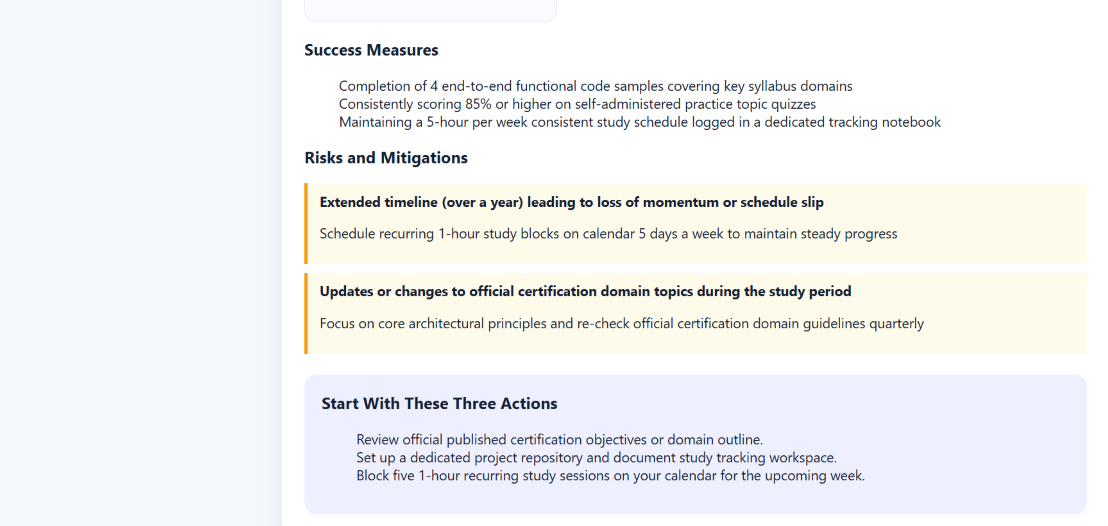 Success Measures
Completion of 4 end-to-end functional code samples covering key syllabus domains
Consistently scoring 85% or higher on self-administered practice topic quizzes
Maintaining a 5-hour per week consistent study schedule logged in a dedicated tracking notebook
Risks and Mitigations
Extended timeline (over a year) leading to loss of momentum or schedule slip
Schedule recurring 1-hour study blocks on calendar 5 days a week to maintain steady progress
Updates or changes to official certification domain topics during the study period
Focus on core architectural principles and re-check official certification domain guidelines quarterly
Start With These Three Actions
Review official published certification objectives or domain outline.
Set up a dedicated project repository and document study tracking workspace.
Block five 1-hour recurring study sessions on your calendar for the upcoming week.